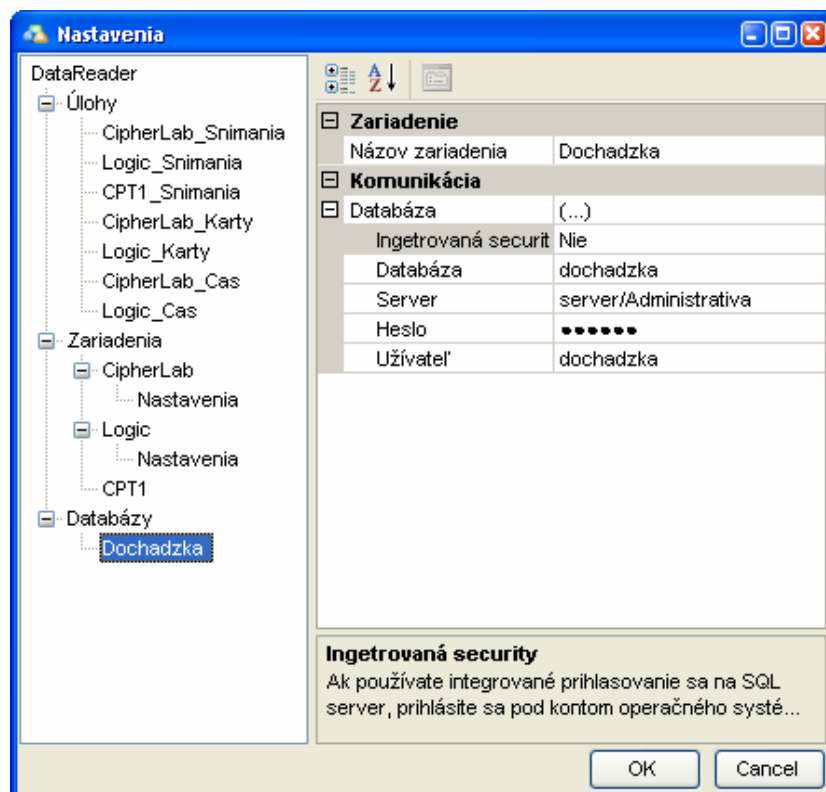 Nastavenia
DataReader
Úlohy
CipherLab_Snimania
Logic_Snimania
CPT1_Snimania
CipherLab_Karty
Logic_Karty
CipherLab_Cas
Logic_Cas
Zariadenia
CipherLab
Nastavenia
Logic
Nastavenia
CPT1
Databázy
Dochadzka
Zariadenie
Názov zariadenia Dochadzka
Komunikácia
Databáza (...)
Ingetrovaná securit Nie
Databáza dochadzka
Server server/Administrativa
Heslo ●●●●●●
Užívateľ dochadzka
Ingetrovaná security
Ak používate integrované prihlasovanie sa na SQL
server, prihlásite sa pod kontom operačného systé...
OK Cancel